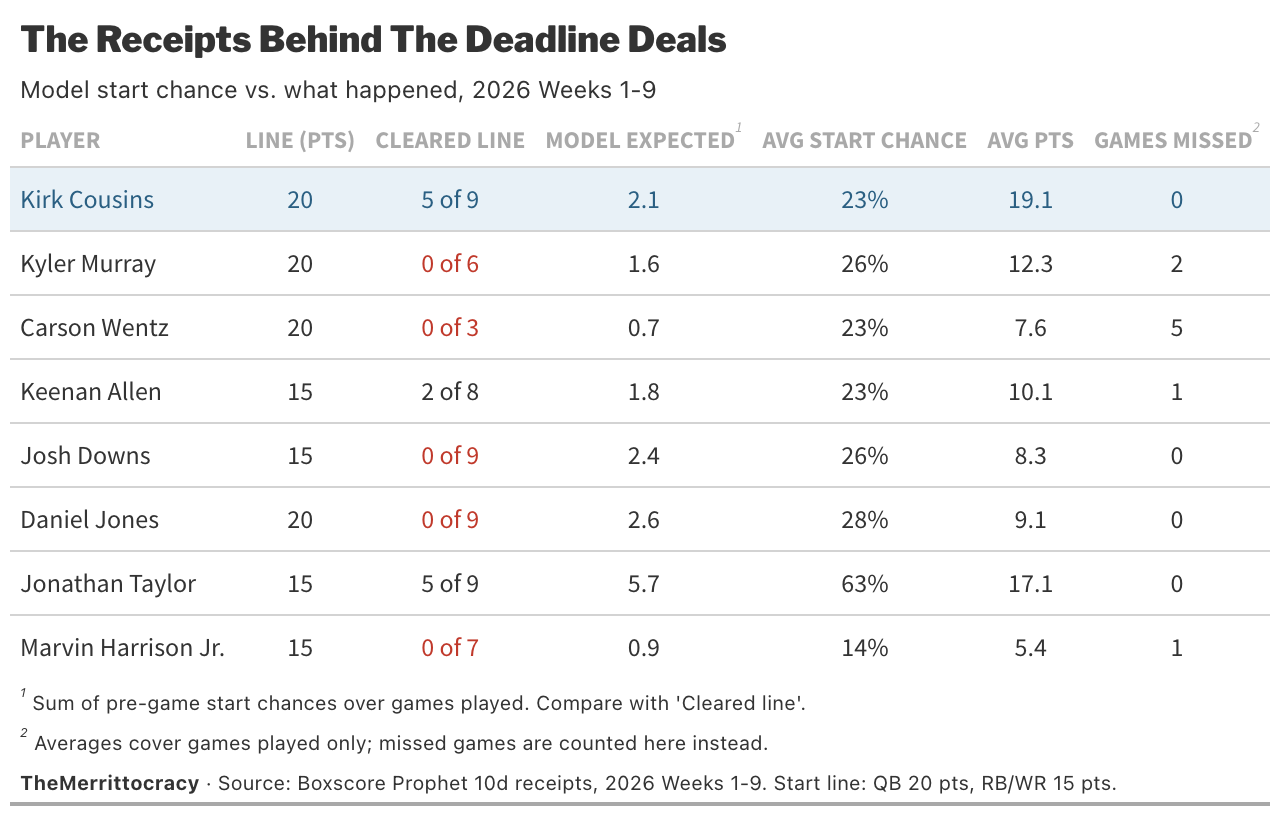 The Receipts Behind The Deadline Deals
Model start chance vs. what happened, 2026 Weeks 1-9
PLAYER LINE (PTS) CLEARED LINE MODEL EXPECTED1 AVG START CHANCE AVG PTS GAMES MISSED2
Kirk Cousins 20 5 of 9 2.1 23% 19.1 0
Kyler Murray 20 0 of 6 1.6 26% 12.3 2
Carson Wentz 20 0 of 3 0.7 23% 7.6 5
Keenan Allen 15 2 of 8 1.8 23% 10.1 1
Josh Downs 15 0 of 9 2.4 26% 8.3 0
Daniel Jones 20 0 of 9 2.6 28% 9.1 0
Jonathan Taylor 15 5 of 9 5.7 63% 17.1 0
Marvin Harrison Jr. 15 0 of 7 0.9 14% 5.4 1
1 Sum of pre-game start chances over games played. Compare with 'Cleared line'.
2 Averages cover games played only; missed games are counted here instead.
TheMerrittocracy · Source: Boxscore Prophet 10d receipts, 2026 Weeks 1-9. Start line: QB 20 pts, RB/WR 15 pts.